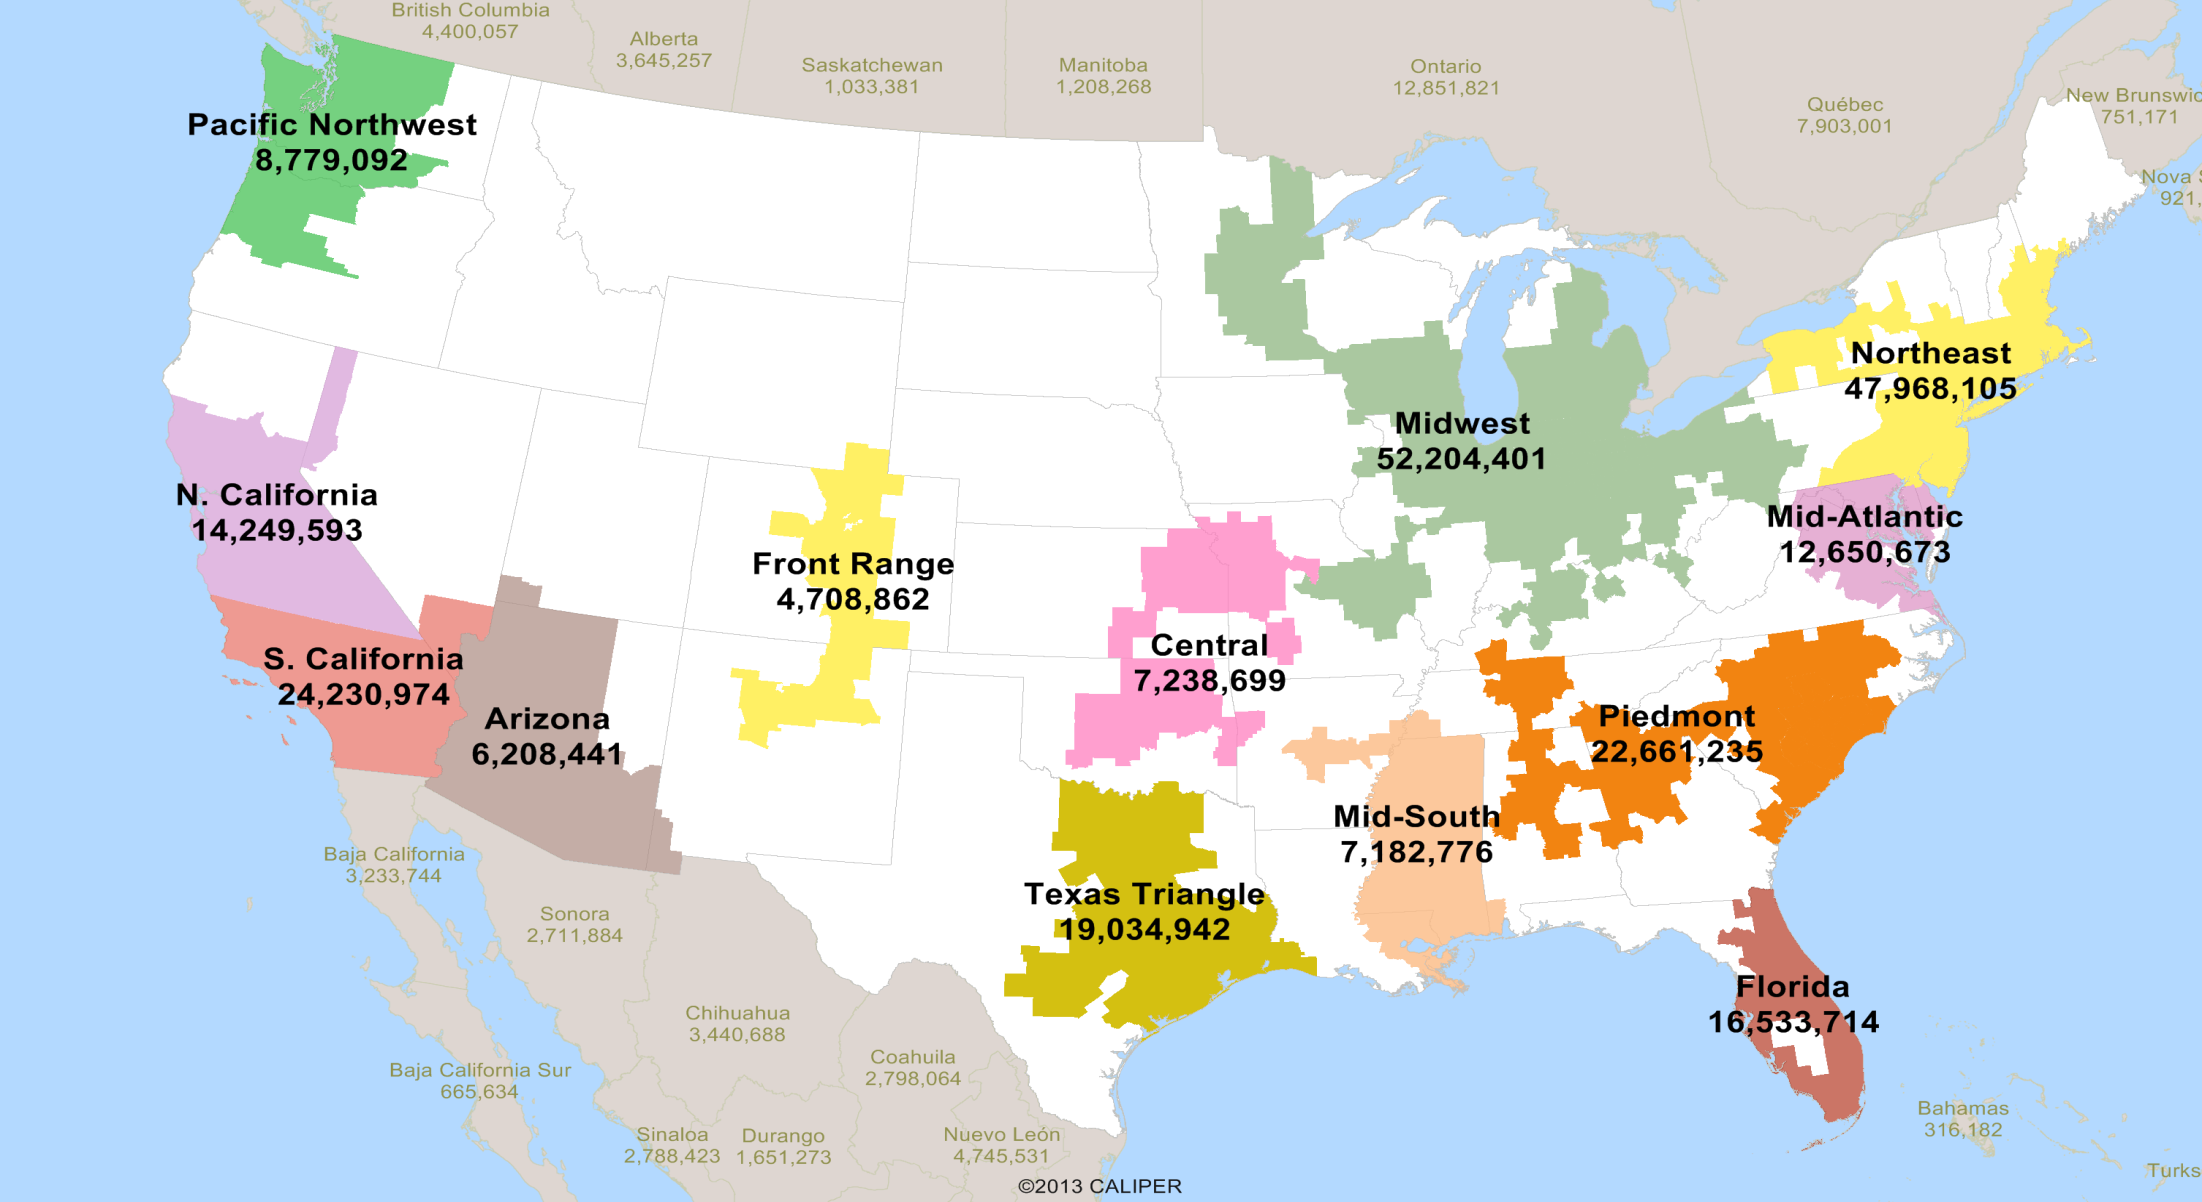 British Columbia
4,400,057
Alberta
3,645,257
Saskatchewan
1,033,381
Manitoba
1,208,268
Ontario
12,851,821
Québec
7,903,001
New Brunswic
751,171
Nova S
921,
Pacific Northwest
8,779,092
Northeast
47,968,105
Midwest
52,204,401
N. California
14,249,593
Mid-Atlantic
12,650,673
Front Range
4,708,862
Central
7,238,699
S. California
24,230,974
Arizona
6,208,441
Piedmont
22,661,235
Mid-South
7,182,776
Texas Triangle
19,034,942
Florida
16,533,714
Baja California
3,233,744
Sonora
2,711,884
Chihuahua
3,440,688
Coahuila
2,798,064
Baja California Sur
665,634
Sinaloa
2,788,423
Durango
1,651,273
Nuevo León
4,745,531
Bahamas
316,182
Turks
©2013 CALIPER